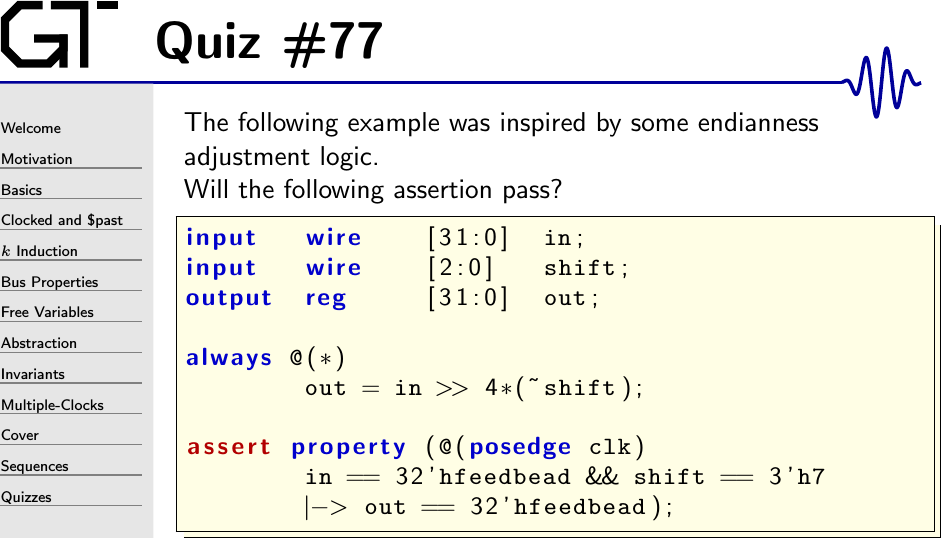 GT
Quiz #77
Welcome
Motivation
Basics
Clocked and $past
k Induction
Bus Properties
Free Variables
Abstraction
Invariants
Multiple-Clocks
Cover
Sequences
Quizzes
The following example was inspired by some endianness
adjustment logic.
Will the following assertion pass?
input wire [31:0] in;
input wire [2:0] shift;
output reg [31:0] out;
always @(*)
out = in >> 4*(~shift);
assert property (@(posedge clk)
in == 32'hfeedbead && shift == 3'h7
|-> out == 32'hfeedbead);